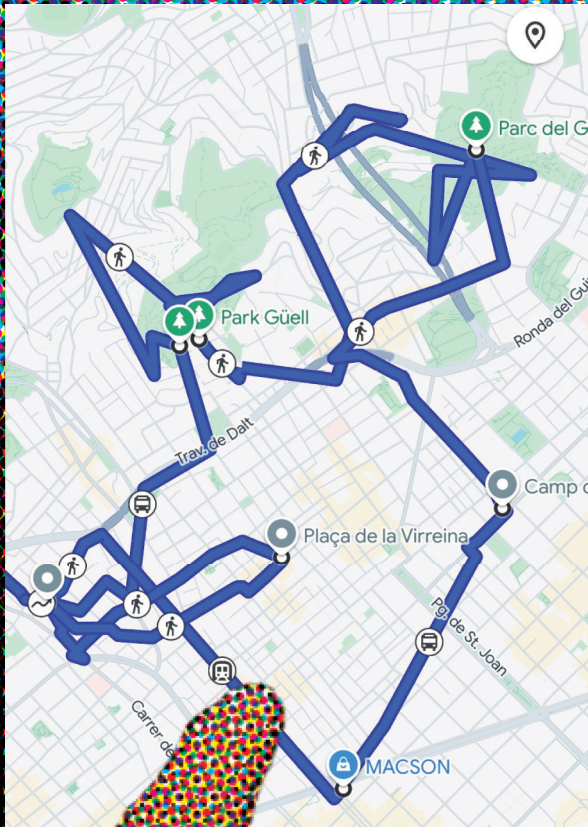 Parc del G
Park Güell
Ronda del Gui
Trav. de Dalt
Camp d
Plaça de la Virreina
Pg. de St. Joan
Carrer de
MACSON